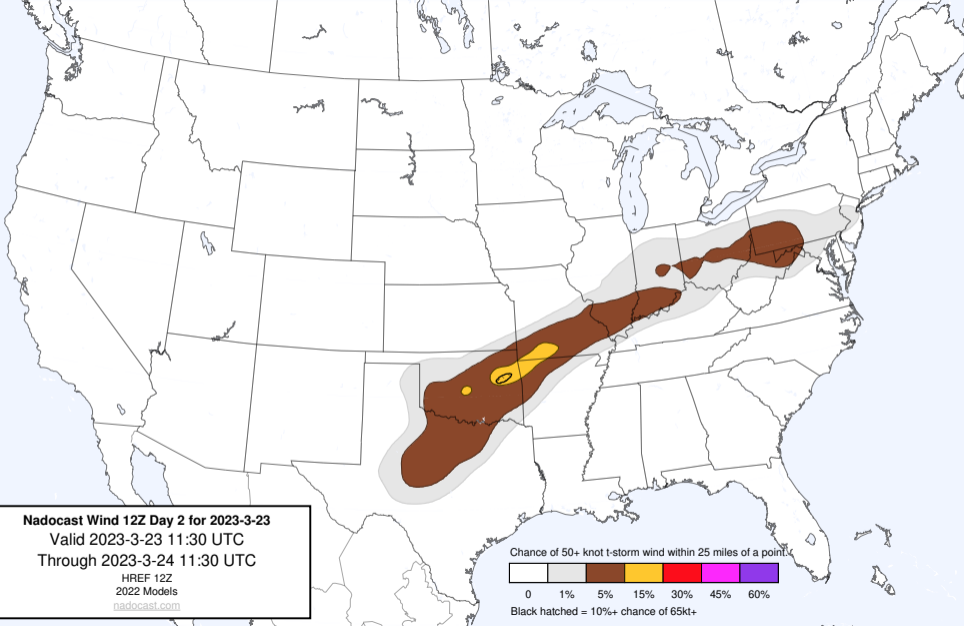 Nadocast Wind 12Z Day 2 for 2023-3-23
Valid 2023-3-23 11:30 UTC
Through 2023-3-24 11:30 UTC
HREF 12Z
2022 Models
nadocast.com
Chance of 50+ knot t-storm wind within 25 miles of a point.
0 1% 5% 15% 30% 45% 60%
Black hatched = 10%+ chance of 65kt+